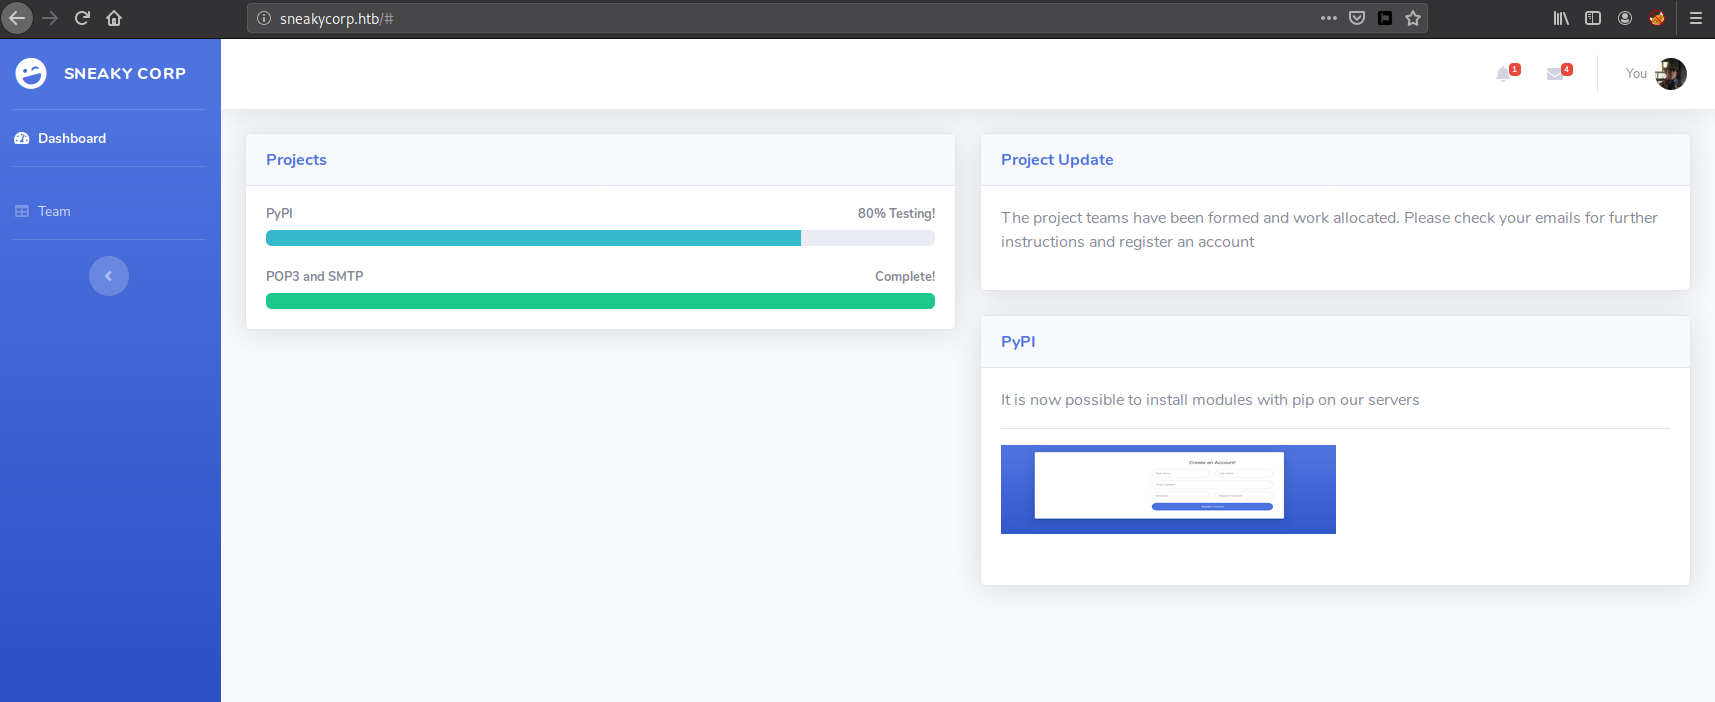 sneakycorp.htb/#
SNEAKY CORP
1
4
You
Dashboard
Team
Projects
PyPI 80% Testing!
POP3 and SMTP Complete!
Project Update
The project teams have been formed and work allocated. Please check your emails for further
instructions and register an account
PyPI
It is now possible to install modules with pip on our servers
Create an Account!